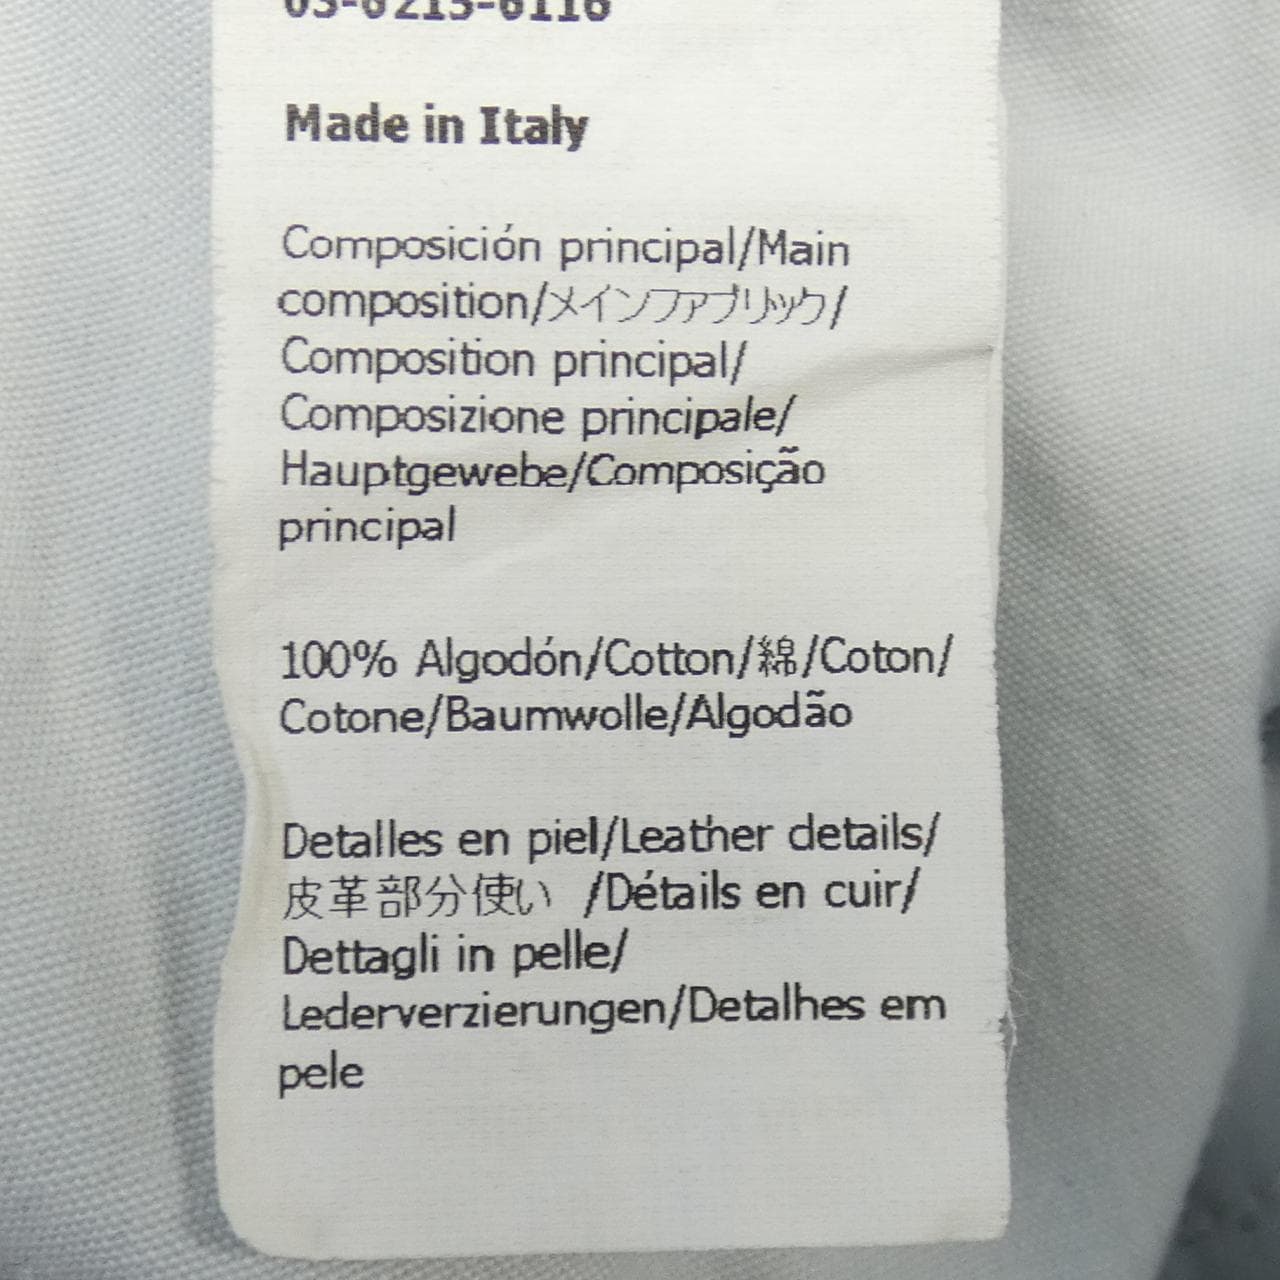 Made in Italy
Composición principal/Main
composition/メインファブリック/
Composition principal/
Composizione principale/
Hauptgewebe/Composição
principal
100% Algodón/Cotton/綿/Coton/
Cotone/Baumwolle/Algodão
Detalles en piel/Leather details/
皮革部分使い /Détails en cuir/
Dettagli in pelle/
Lederverzierungen/Detalhes em
pele